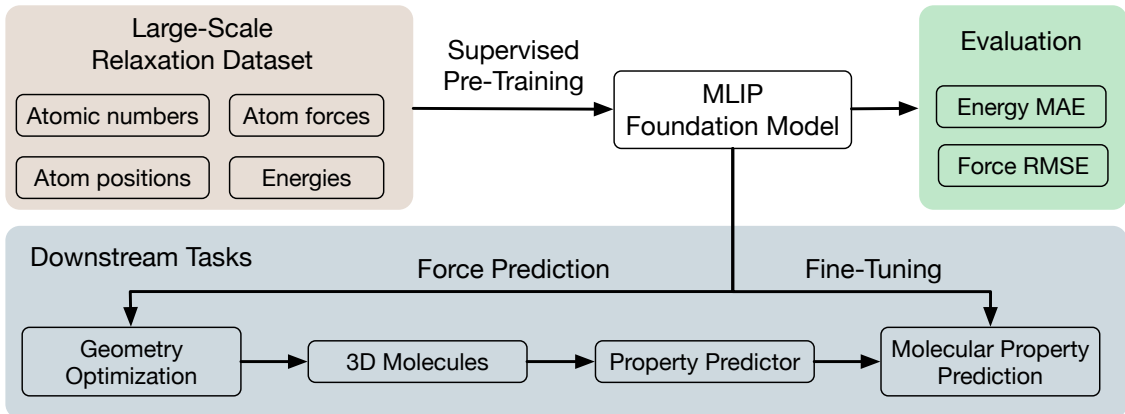 Large-Scale
Relaxation Dataset
Atomic numbers
Atom forces
Atom positions
Energies
Supervised
Pre-Training
MLIP
Foundation Model
Evaluation
Energy MAE
Force RMSE
Downstream Tasks
Force Prediction
Fine-Tuning
Geometry
Optimization
3D Molecules
Property Predictor
Molecular Property
Prediction